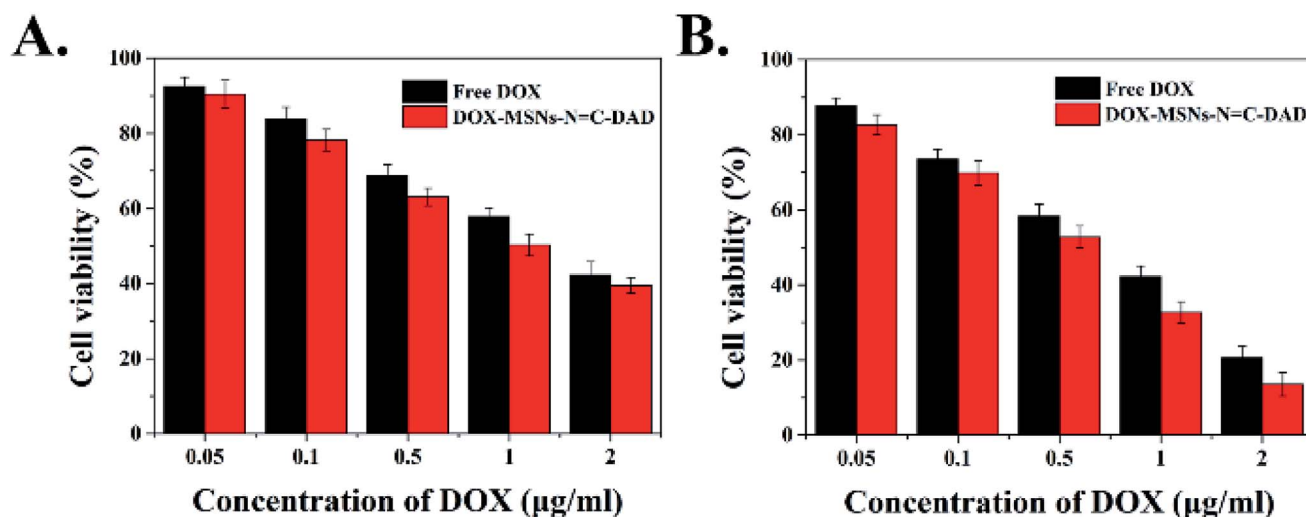 A.
100
80
60
40
20
0
Cell viability (%)
Free DOX
DOX-MSNs-N=C-DAD
0.05 0.1 0.5 1 2
Concentration of DOX (μg/ml)
B.
100
80
60
40
20
0
Cell viability (%)
Free DOX
DOX-MSNs-N=C-DAD
0.05 0.1 0.5 1 2
Concentration of DOX (μg/ml)